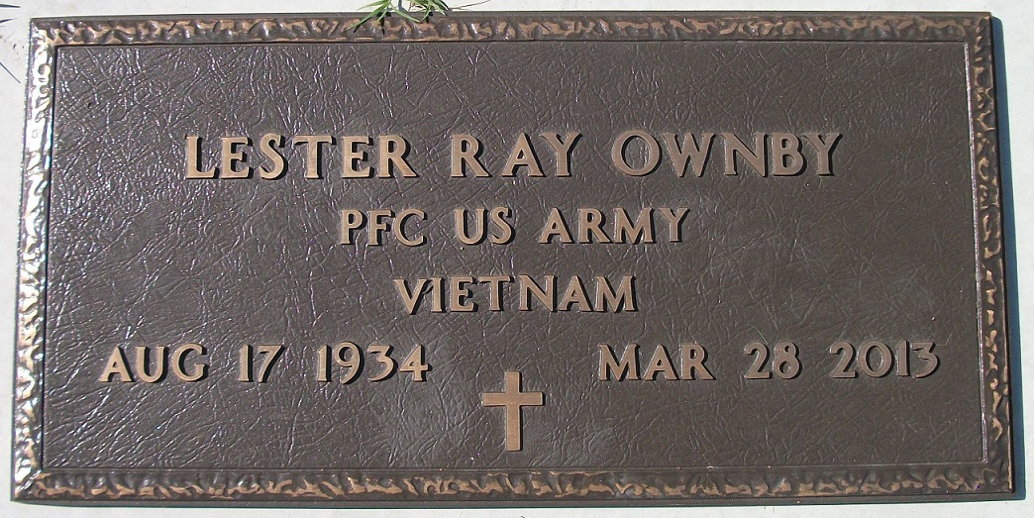 LESTER RAY OWNBY
PFC US ARMY
VIETNAM
AUG 17 1934 MAR 28 2013